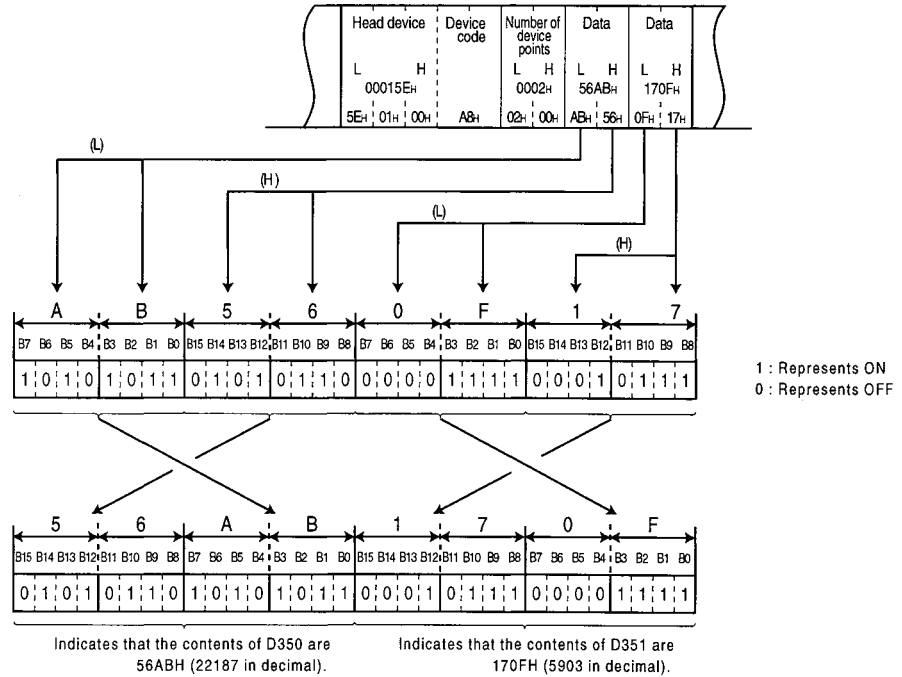 Head device Device code Number of device points Data Data
L H L H L H L H
00015EH 0002H 56ABH 170FH
5EH 01H 00H A8H 02H 00H ABH 56H 0FH 17H
(L)
(H)
(L)
(H)
A B 5 6 0 F 1 7
B7 B6 B5 B4 B3 B2 B1 B0 B15 B14 B13 B12 B11 B10 B9 B8 B7 B6 B5 B4 B3 B2 B1 B0 B15 B14 B13 B12 B11 B10 B9 B8
1 0 1 0 1 0 1 1 0 1 0 1 0 1 1 0 0 0 0 0 1 1 1 1 0 0 0 1 0 1 1 1
1 : Represents ON
0 : Represents OFF
5 6 A B 1 7 0 F
B15 B14 B13 B12 B11 B10 B9 B8 B7 B6 B5 B4 B3 B2 B1 B0 B15 B14 B13 B12 B11 B10 B9 B8 B7 B6 B5 B4 B3 B2 B1 B0
0 1 0 1 0 1 1 0 1 0 1 0 1 0 1 1 0 0 0 1 0 1 1 1 0 0 0 0 1 1 1 1
Indicates that the contents of D350 are
56ABH (22187 in decimal).
Indicates that the contents of D351 are
170FH (5903 in decimal).